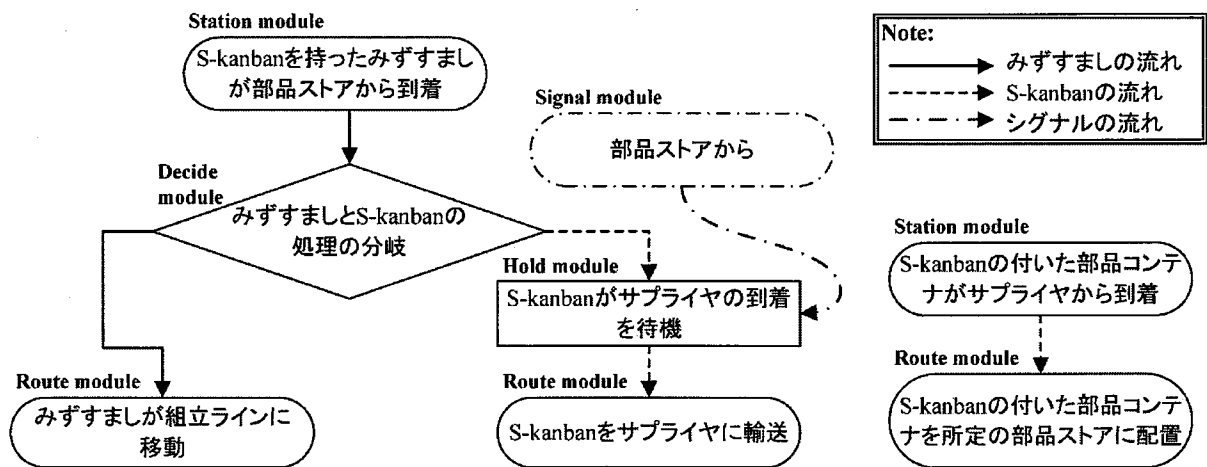 Station module
S-kanbanを持ったみずすまし
が部品ストアから到着
Decide
module
みずすましとS-kanbanの
処理の分岐
Signal module
部品ストアから
Note:
みずすましの流れ
S-kanbanの流れ
シグナルの流れ
Hold module
S-kanbanがサプライヤの到着
を待機
Station module
S-kanbanの付いた部品コンテ
ナがサプライヤから到着
Route module
みずすましが組立ラインに
移動
Route module
S-kanbanをサプライヤに輸送
Route module
S-kanbanの付いた部品コンテ
ナを所定の部品ストアに配置